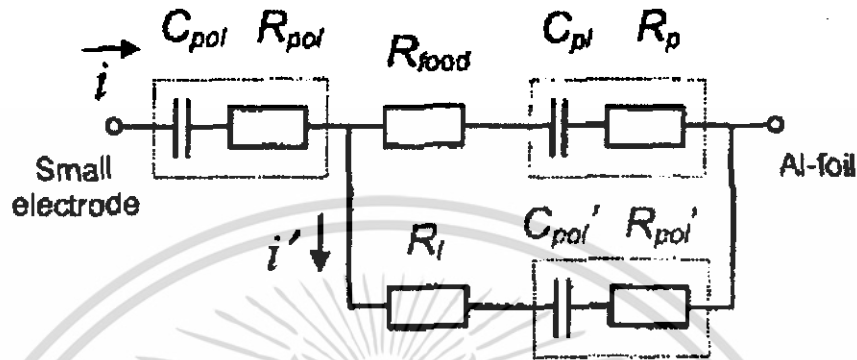 C_pol R_pol R_food C_pl R_p
i
Small
electrode
Al-foil
i′ R_l C_pol′ R_pol′